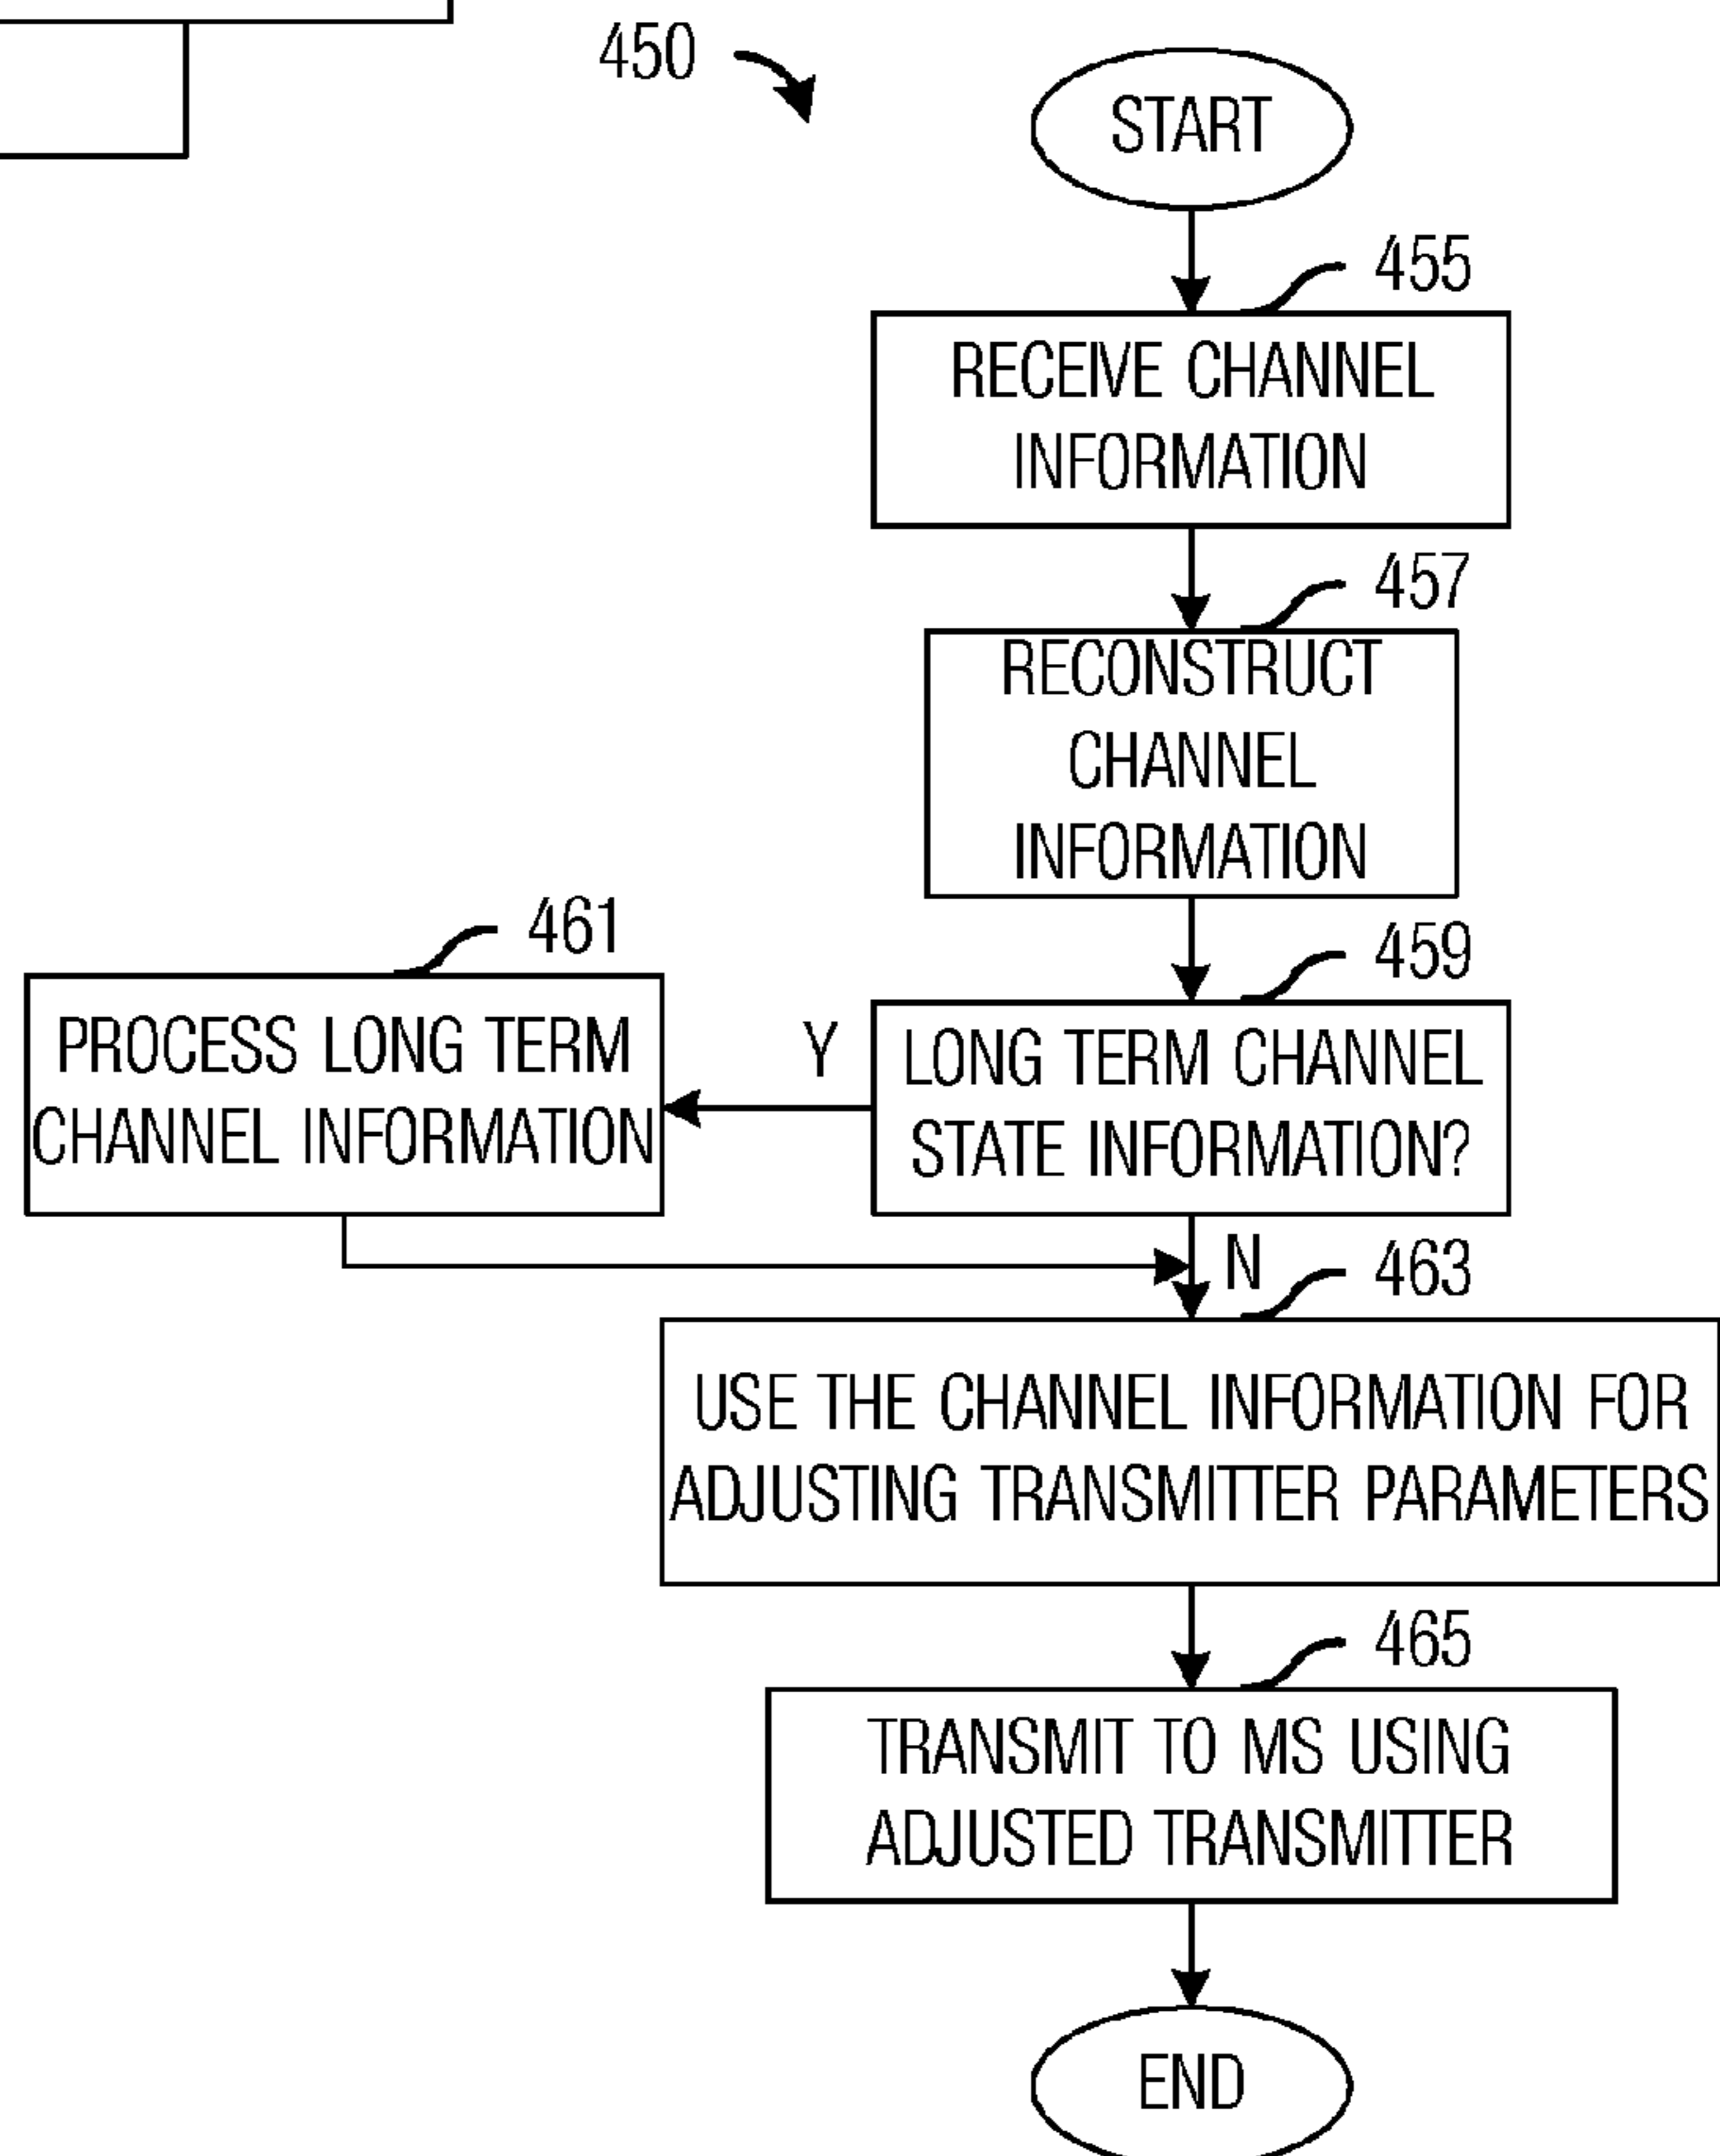 450
START
455
RECEIVE CHANNEL
INFORMATION
457
RECONSTRUCT
CHANNEL
INFORMATION
461
459
PROCESS LONG TERM
CHANNEL INFORMATION
Y
LONG TERM CHANNEL
STATE INFORMATION?
N
463
USE THE CHANNEL INFORMATION FOR
ADJUSTING TRANSMITTER PARAMETERS
465
TRANSMIT TO MS USING
ADJUSTED TRANSMITTER
END